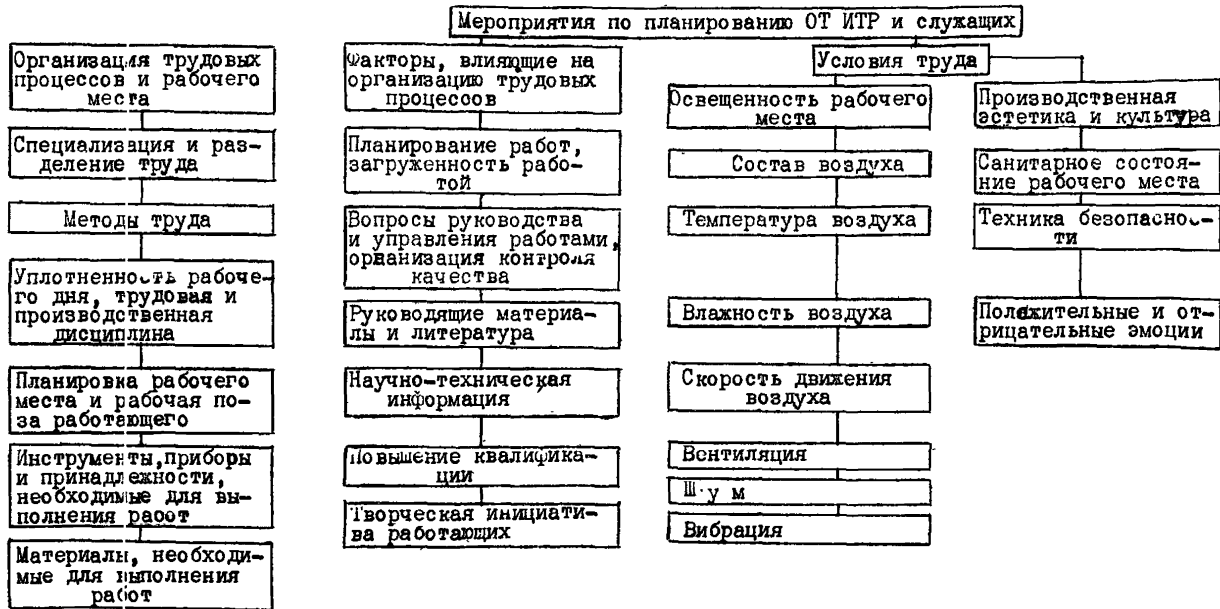 Мероприятия по планированию ОТ ИТР и служащих
Организация трудовых
процессов и рабочего
места
Специализация и раз-
деление труда
Методы труда
Уплотненность рабоче-
го дня, трудовая и
производственная
дисциплина
Планировка рабочего
места и рабочая по-
за работающего
Инструменты, приборы
и принадлежности,
необходимые для вы-
полнения работ
Материалы, необходи-
мые для выполнения
работ
Факторы, влияющие на
организацию трудовых
процессов
Планирование работ,
загруженность рабо-
той
Вопросы руководства
и управления работами,
орванизация контроля
качества
Руководящие материа-
лы и литература
Научно-техническая
информация
Повышение квалифика-
ции
Творческая инициати-
ва работающих
Условия труда
Освещенность рабочего
места
Состав воздуха
Температура воздуха
Влажность воздуха
Скорость движения
воздуха
Вентиляция
Ш у м
Вибрация
Производственная
эстетика и культура
Санитарное состоя-
ние рабочего места
Техника безопаснос-
ти
Положительные и от-
рицательные эмоции